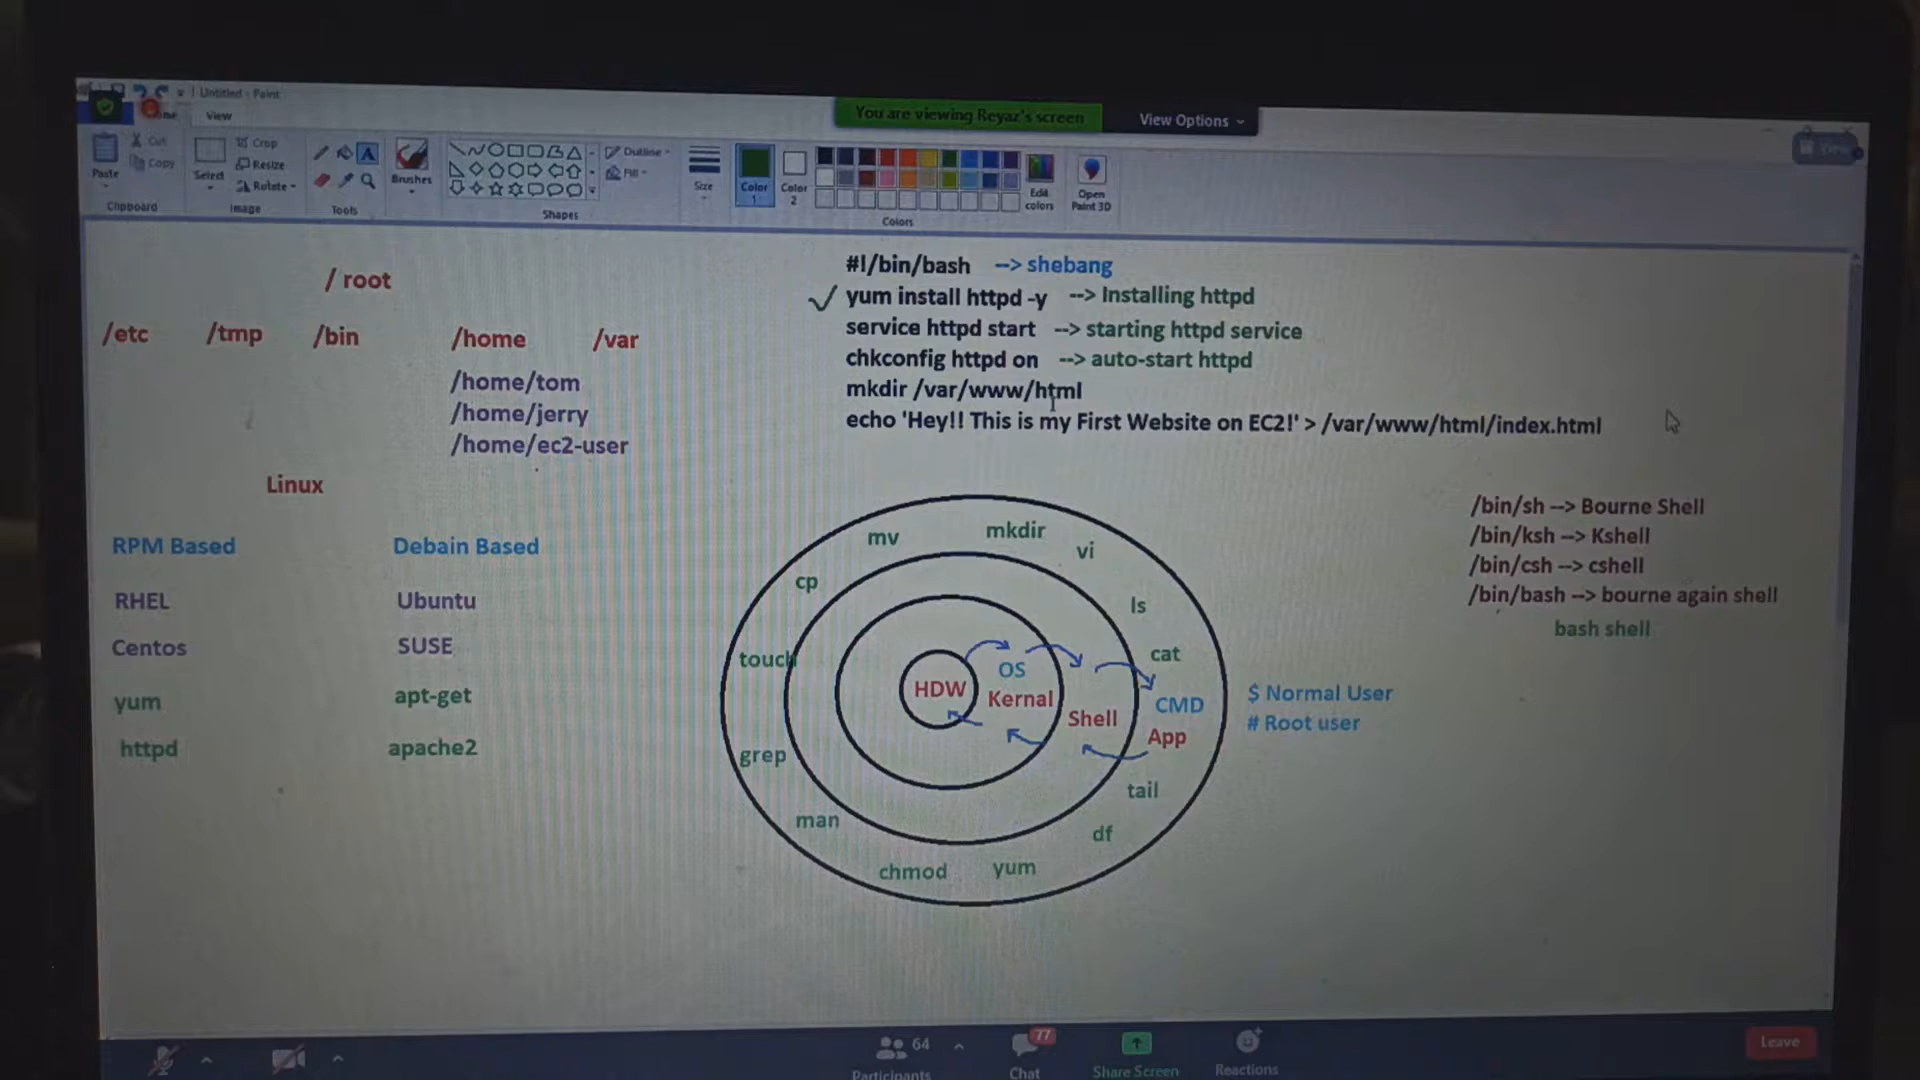 Untitled - Paint
You are viewing Reyaz's screen
View Options
View
Paste
Cut
Copy
Clipboard
Select
Crop
Resize
Rotate
Image
Tools
Brushes
Outline
Fill
Shapes
Size
Color 1
Color 2
Edit colors
Colors
Open Paint 3D
/ root
/etc /tmp /bin /home /var
/home/tom
/home/jerry
/home/ec2-user
#!/bin/bash --> shebang
yum install httpd -y --> Installing httpd
service httpd start --> starting httpd service
chkconfig httpd on --> auto-start httpd
mkdir /var/www/html
echo 'Hey!! This is my First Website on EC2!' > /var/www/html/index.html
Linux
RPM Based Debain Based
RHEL Ubuntu
Centos SUSE
yum apt-get
httpd apache2
mv
mkdir
vi
cp
ls
touch
cat
HDW
OS
Kernal
Shell
CMD
App
grep
tail
man
df
chmod
yum
/bin/sh --> Bourne Shell
/bin/ksh --> Kshell
/bin/csh --> cshell
/bin/bash --> bourne again shell
bash shell
$ Normal User
# Root user
64
Participants
77
Chat
Share Screen
Reactions
Leave